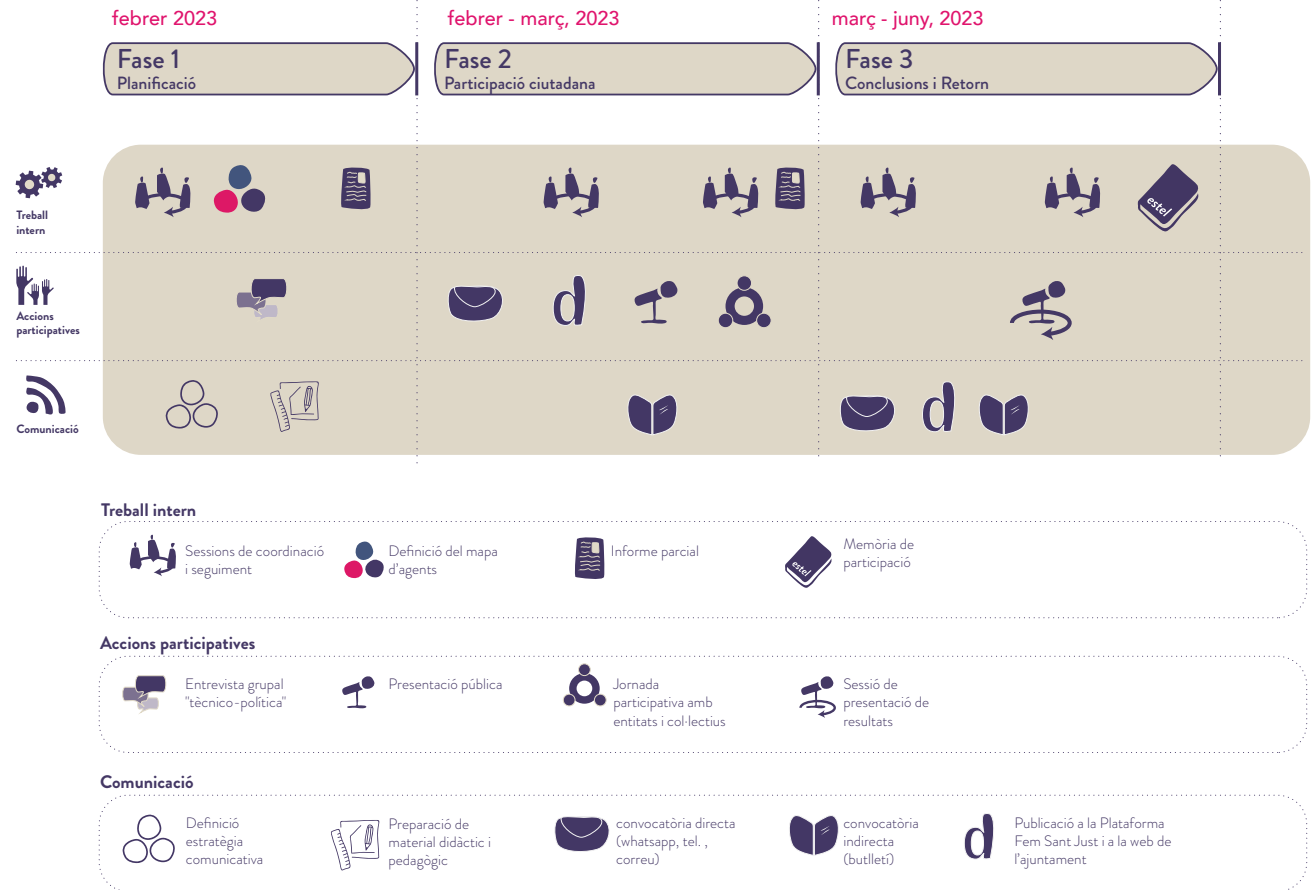 febrer 2023
febrer - març, 2023
març - juny, 2023
Fase 1
Planificació
Fase 2
Participació ciutadana
Fase 3
Conclusions i Retorn
Treball
intern
estel
Accions
participatives
d
Comunicació
d
Treball intern
Sessions de coordinació
i seguiment
Definició del mapa
d'agents
Informe parcial
estel
Memòria de
participació
Accions participatives
Entrevista grupal
"tècnico-política"
Presentació pública
Jornada
participativa amb
entitats i col·lectius
Sessió de
presentació de
resultats
Comunicació
Definició
estratègia
comunicativa
Preparació de
material didàctic i
pedagògic
convocatòria directa
(whatsapp, tel. ,
correu)
convocatòria
indirecta
(butlletí)
d
Publicació a la Plataforma
Fem Sant Just i a la web de
l'ajuntament